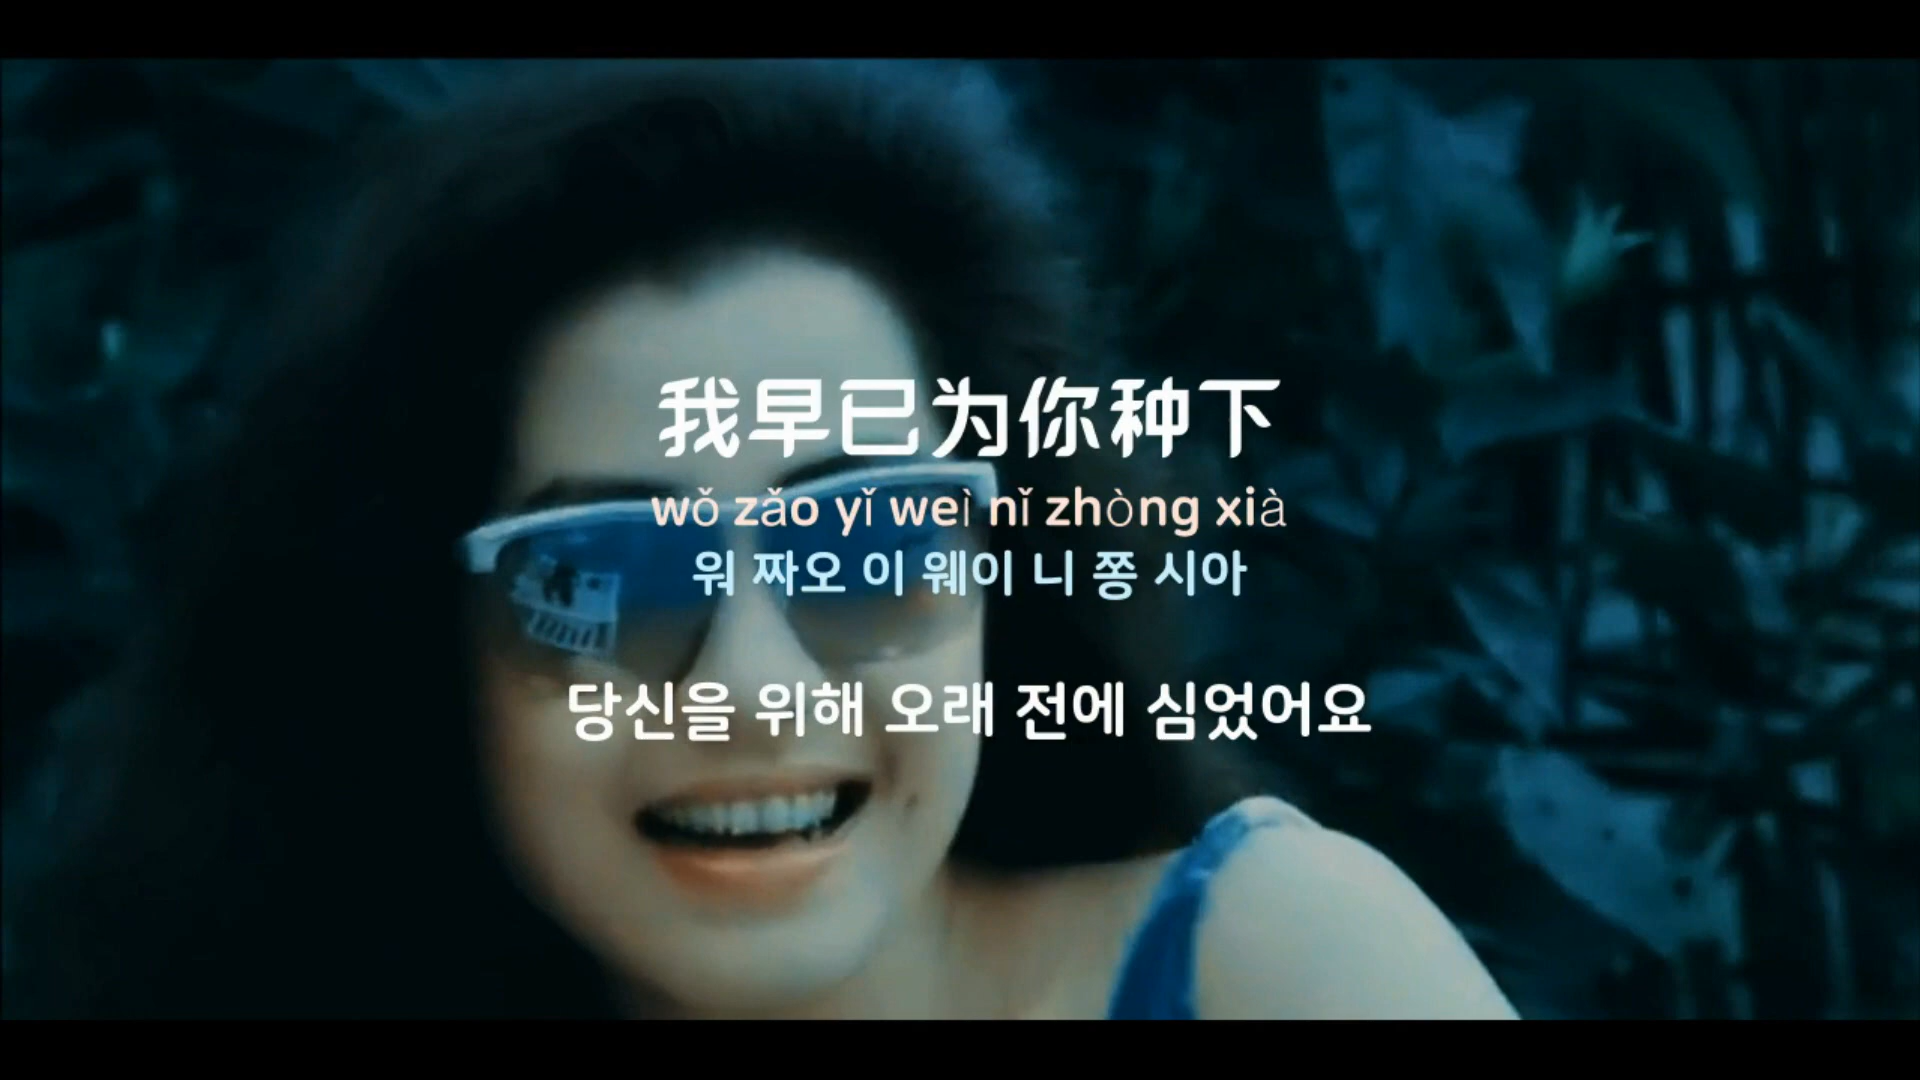 我早已为你种下
wǒ zǎo yǐ weì nǐ zhòng xià
워 짜오 이 웨이 니 쫑 시아
당신을 위해 오래 전에 심었어요